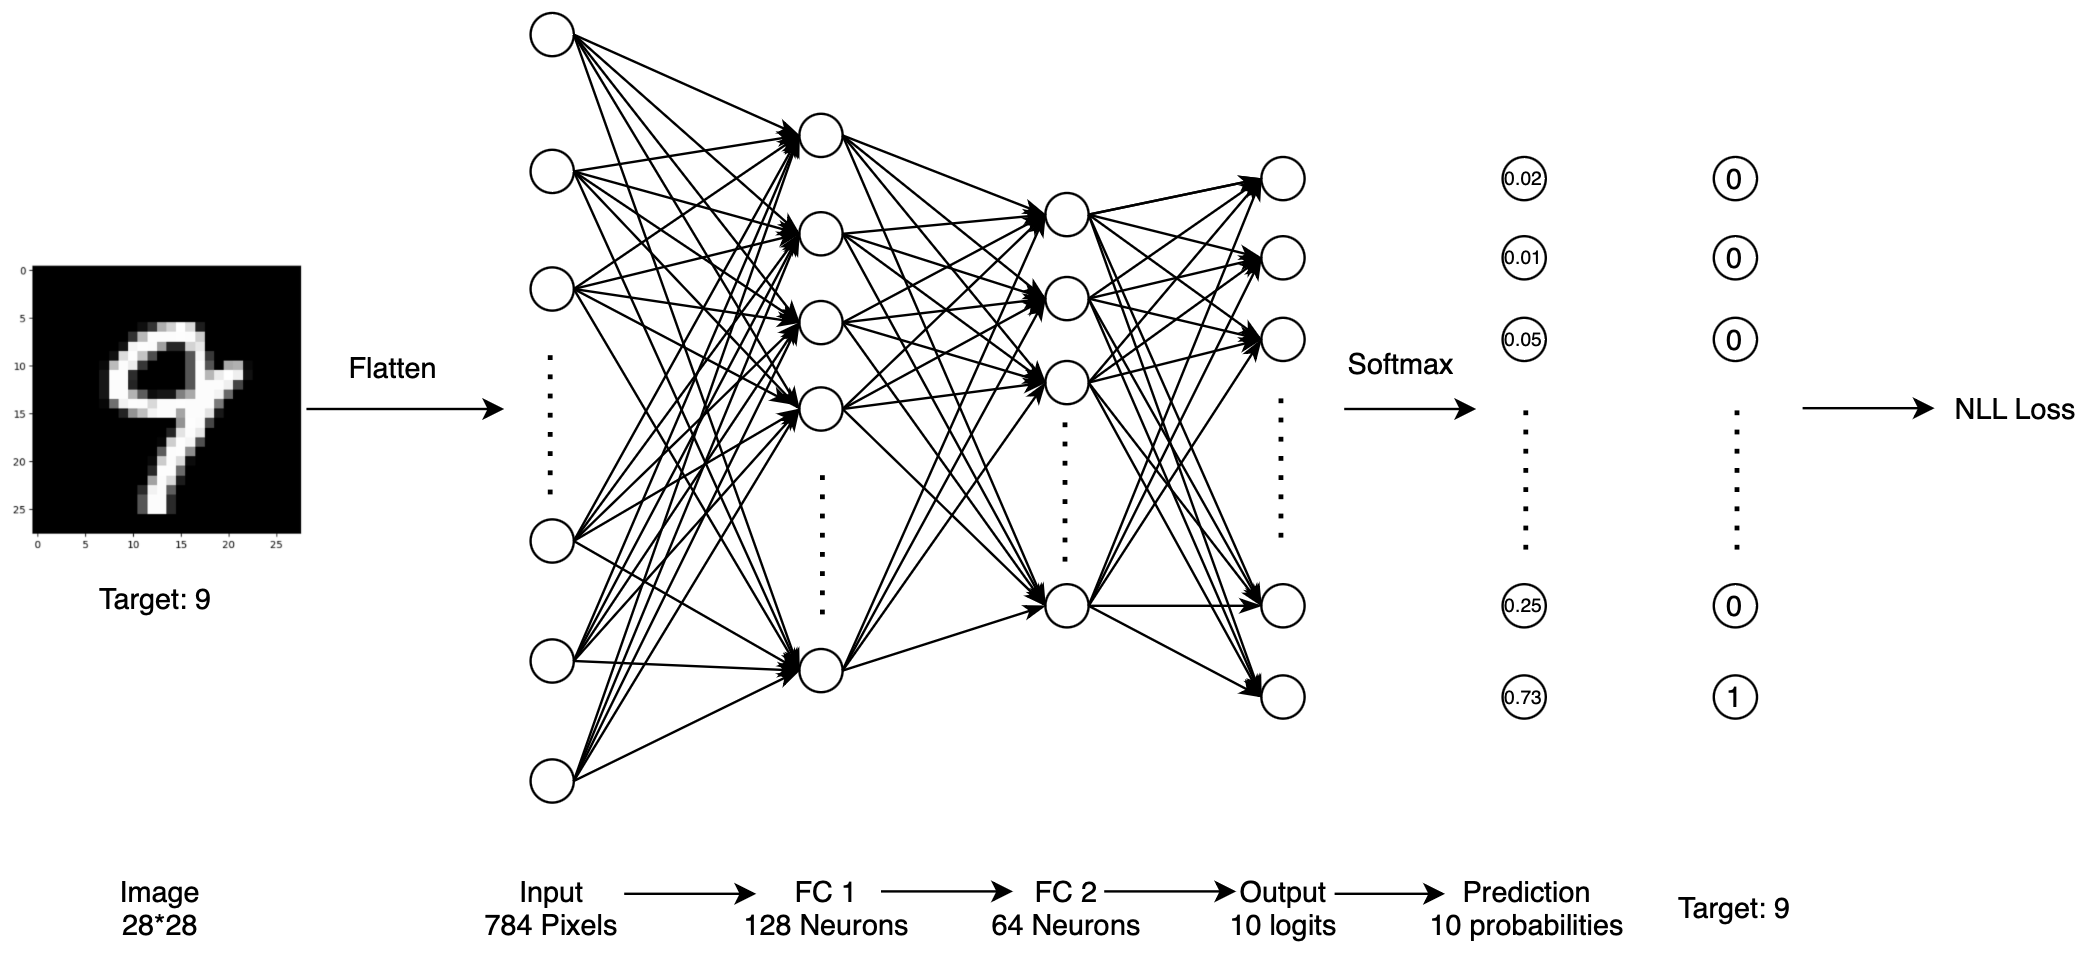 0
5
10
15
20
25
0 5 10 15 20 25
Target: 9
Flatten
Softmax
0.02
0.01
0.05
0.25
0.73
0
0
0
0
1
NLL Loss
Image
28*28
Input
784 Pixels
FC 1
128 Neurons
FC 2
64 Neurons
Output
10 logits
Prediction
10 probabilities
Target: 9